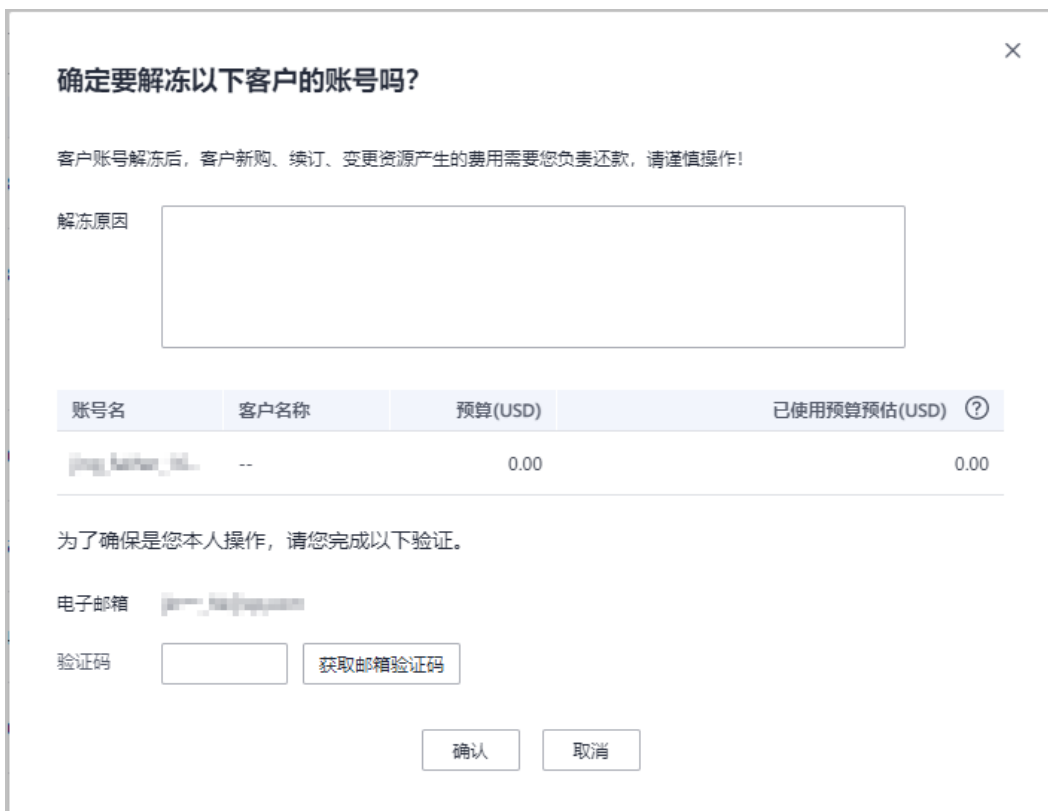 确定要解冻以下客户的账号吗?
客户账号解冻后，客户新购、续订、变更资源产生的费用需要您负责还款，请谨慎操作!
解冻原因
账号名 客户名称 预算(USD) 已使用预算预估(USD) ?
-- 0.00 0.00
为了确保是您本人操作，请您完成以下验证。
电子邮箱
验证码 获取邮箱验证码
确认 取消